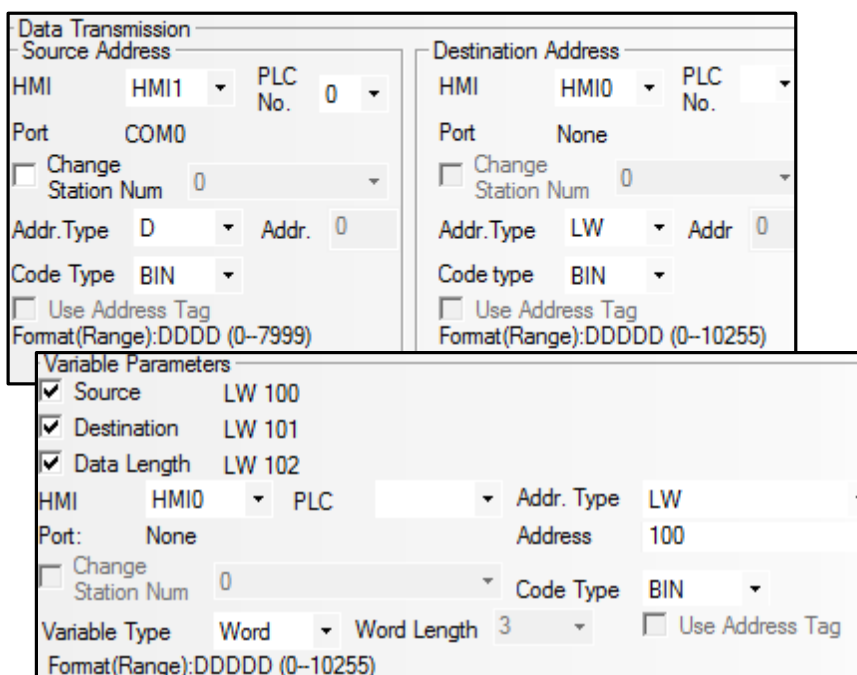 Data Transmission
Source Address
HMI HMI1 PLC No. 0
Port COM0
Change Station Num 0
Addr.Type D Addr. 0
Code Type BIN
Use Address Tag
Format(Range):DDDD (0--7999)
Destination Address
HMI HMI0 PLC No.
Port None
Change Station Num 0
Addr.Type LW Addr 0
Code type BIN
Use Address Tag
Format(Range):DDDDD (0--10255)
Variable Parameters
Source LW 100
Destination LW 101
Data Length LW 102
HMI HMI0 PLC Addr. Type LW
Port: None Address 100
Change Station Num 0 Code Type BIN
Variable Type Word Word Length 3 Use Address Tag
Format(Range):DDDDD (0--10255)